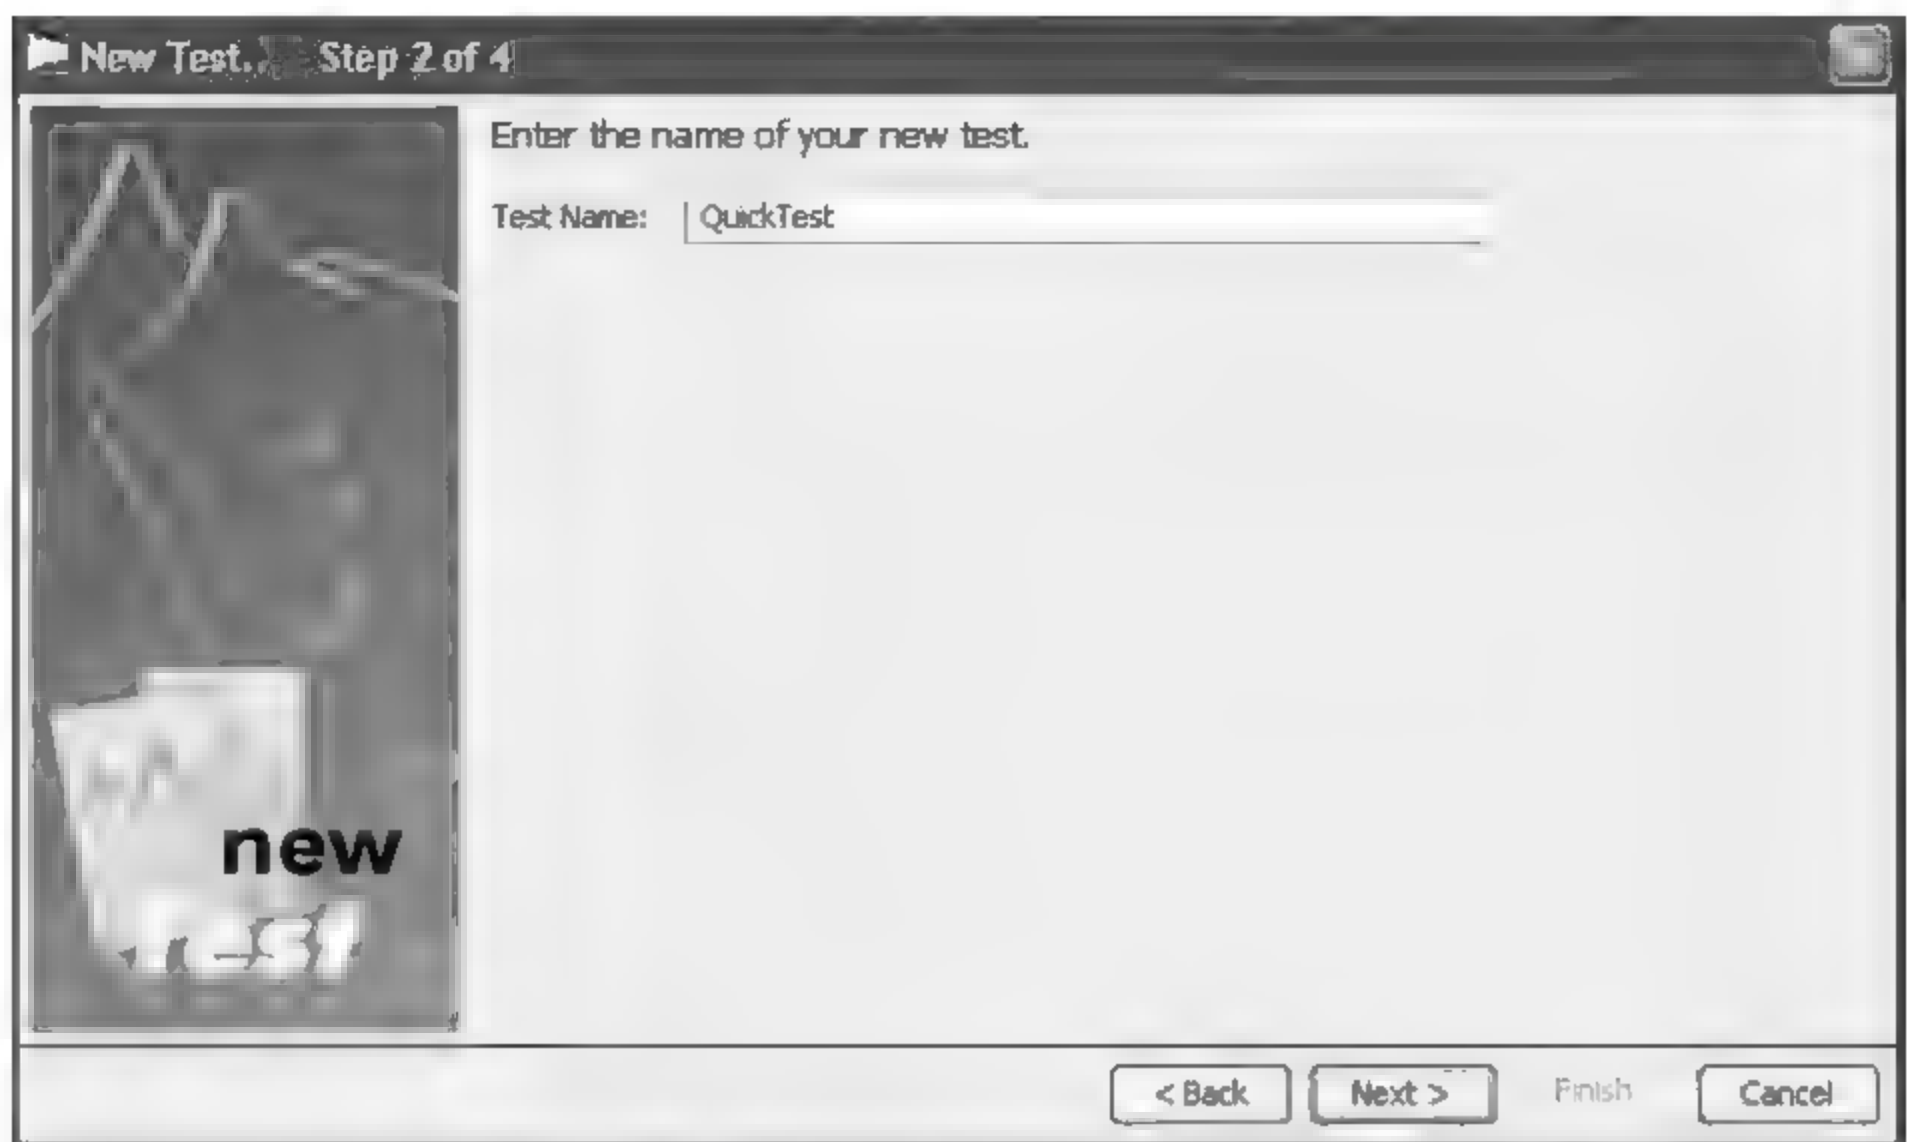 New Test... Step 2 of 4
Enter the name of your new test.
Test Name: QuickTest
new
test
< Back Next > Finish Cancel